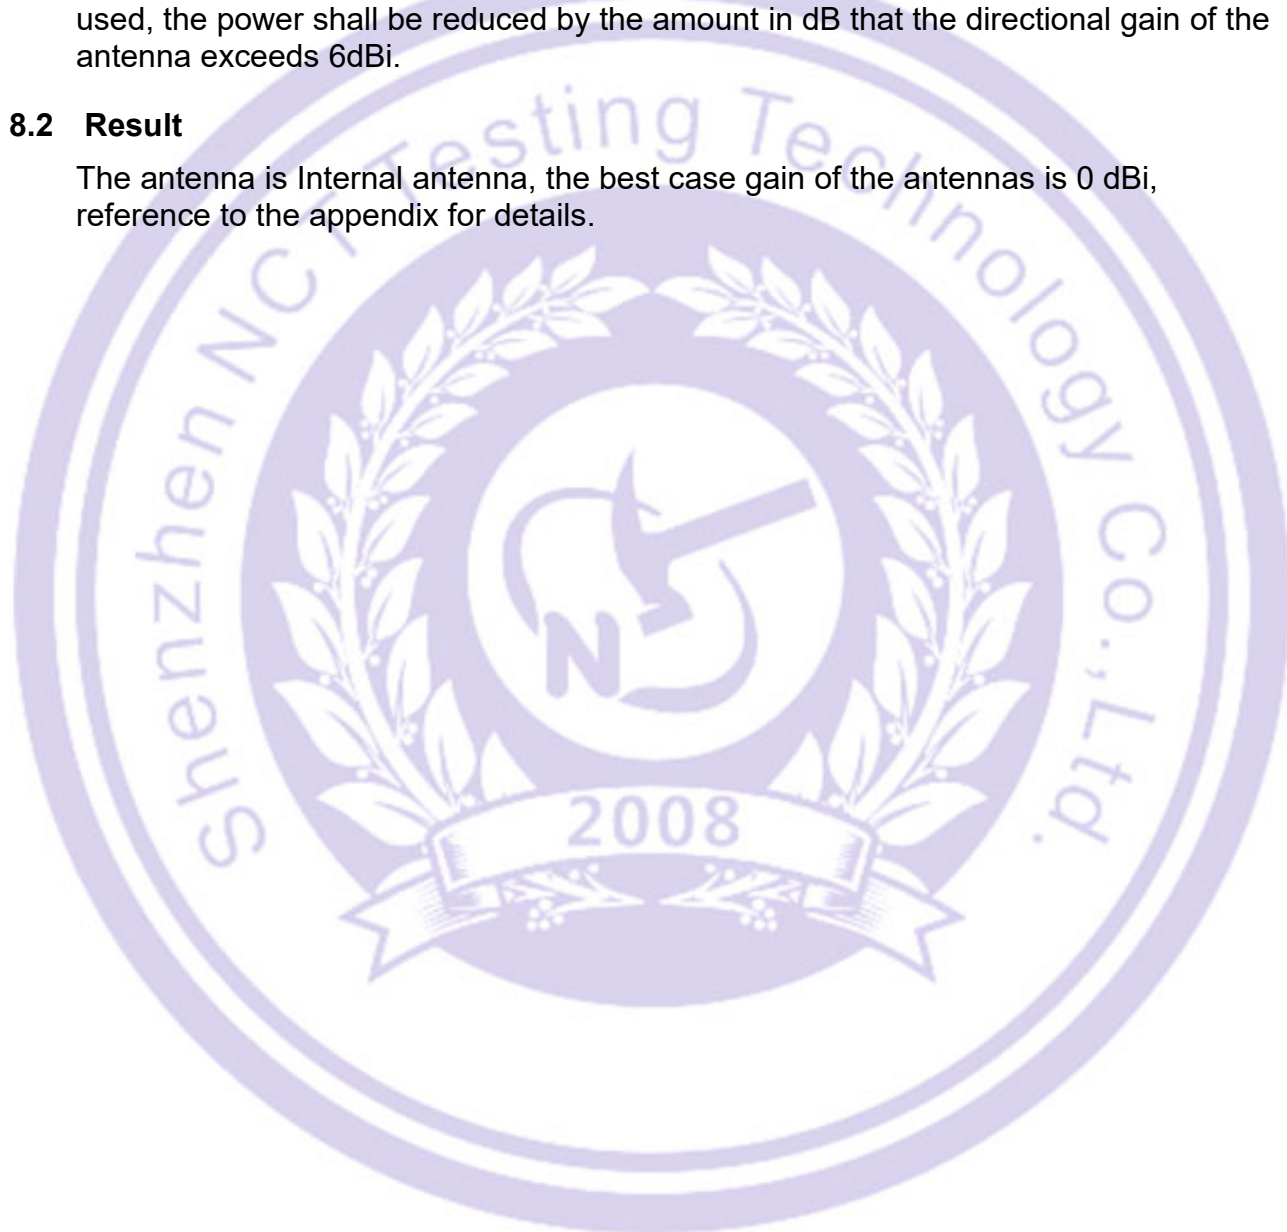 used, the power shall be reduced by the amount in dB that the directional gain of the
antenna exceeds 6dBi.
8.2 Result
The antenna is Internal antenna, the best case gain of the antennas is 0 dBi,
reference to the appendix for details.
Shenzhen NCT Testing Technology Co.,Ltd.
N
2008